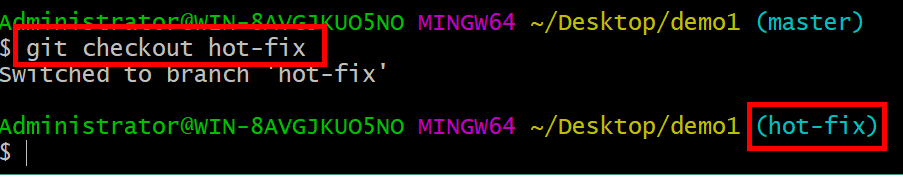 Administrator@WIN-8AVGJKUO5NO MINGW64 ~/Desktop/demo1 (master)
$ git checkout hot-fix
Switched to branch 'hot-fix'
Administrator@WIN-8AVGJKUO5NO MINGW64 ~/Desktop/demo1 (hot-fix)
$